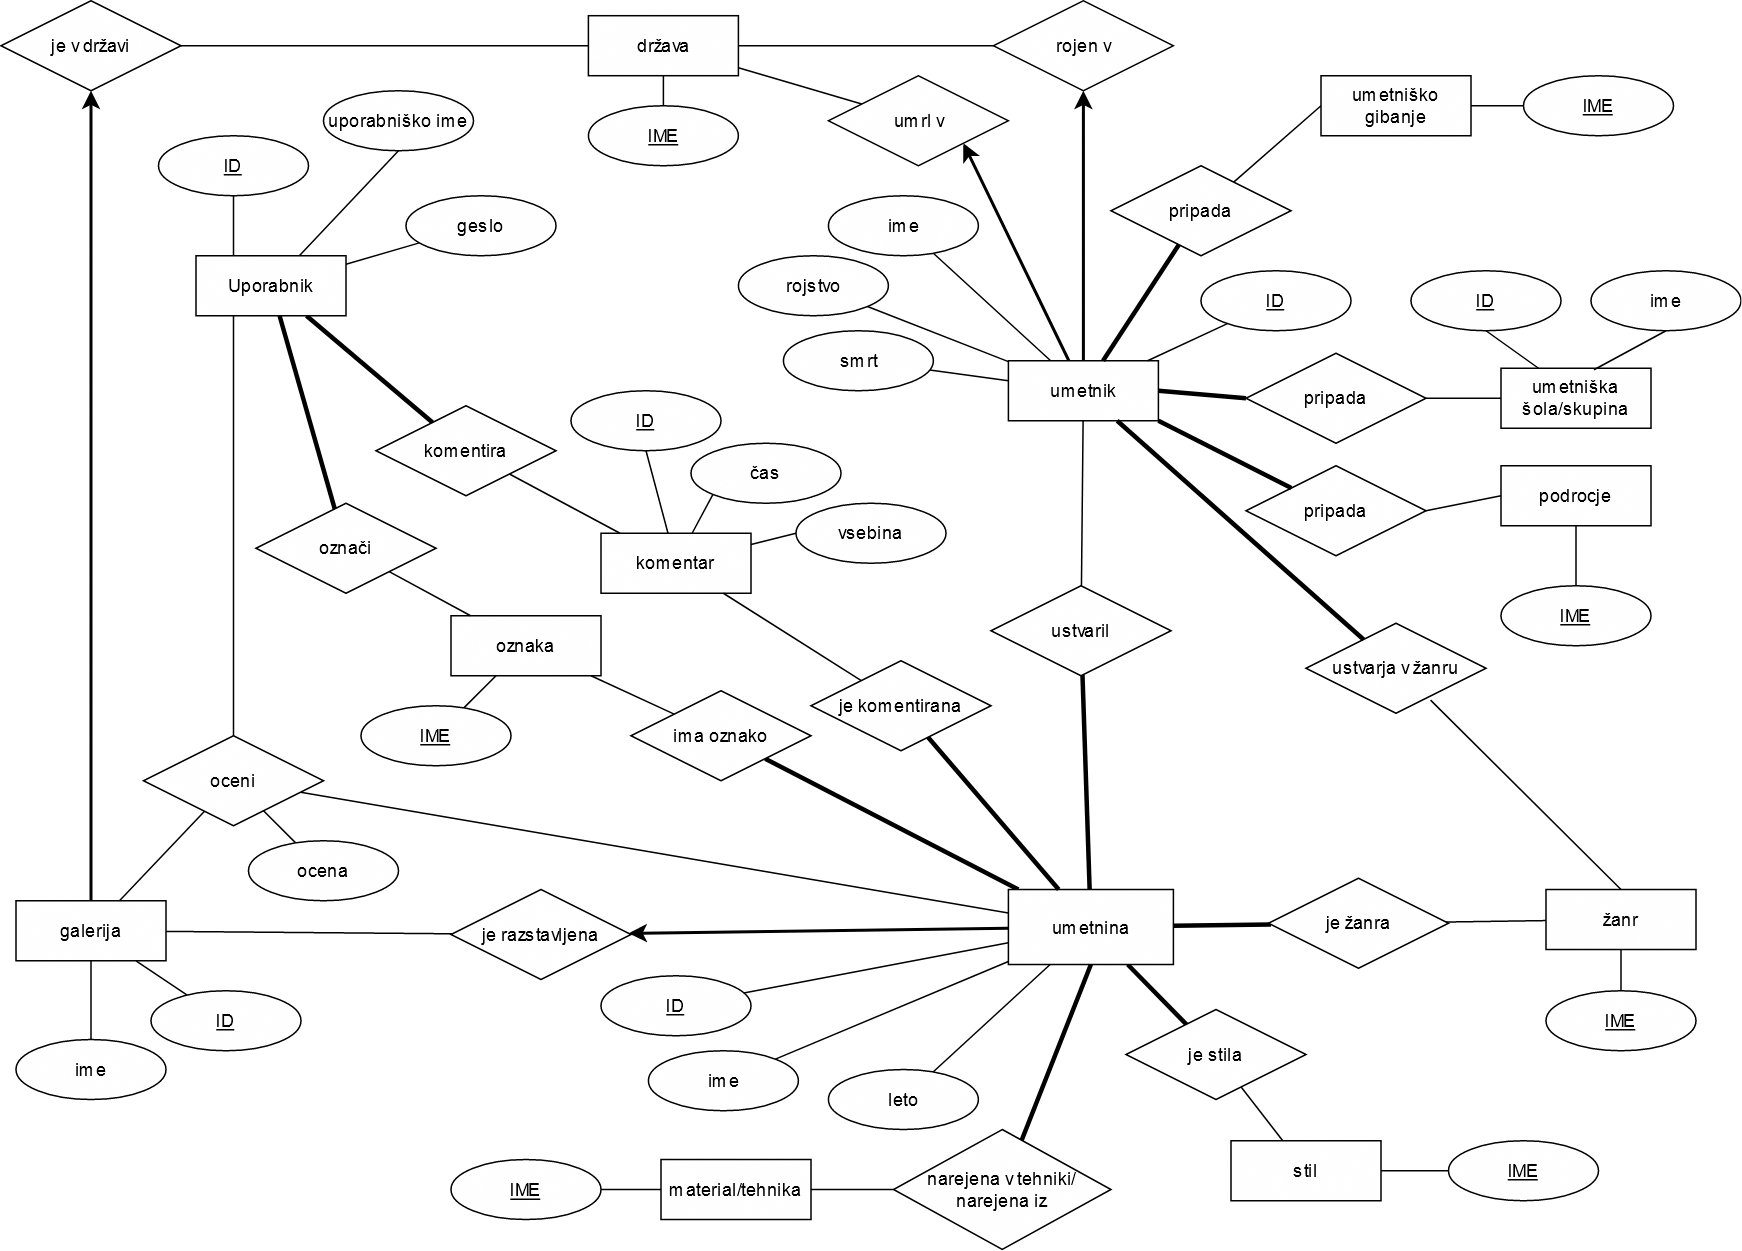 je v državi
država
rojen v
IME
umrl v
umetniško
gibanje
IME
uporabniško ime
ID
geslo
Uporabnik
ime
rojstvo
smrt
pripada
ID
umetnik
ID
ime
pripada
umetniška
šola/skupina
komentira
ID
čas
vsebina
komentar
označi
pripada
podrocje
IME
oznaka
IME
ustvaril
ustvarja v žanru
ima oznako
je komentirana
oceni
ocena
galerija
je razstavljena
umetnina
je žanra
žanr
IME
ID
ime
ID
ime
leto
je stila
stil
IME
IME
material/tehnika
narejena v tehniki/
narejena iz